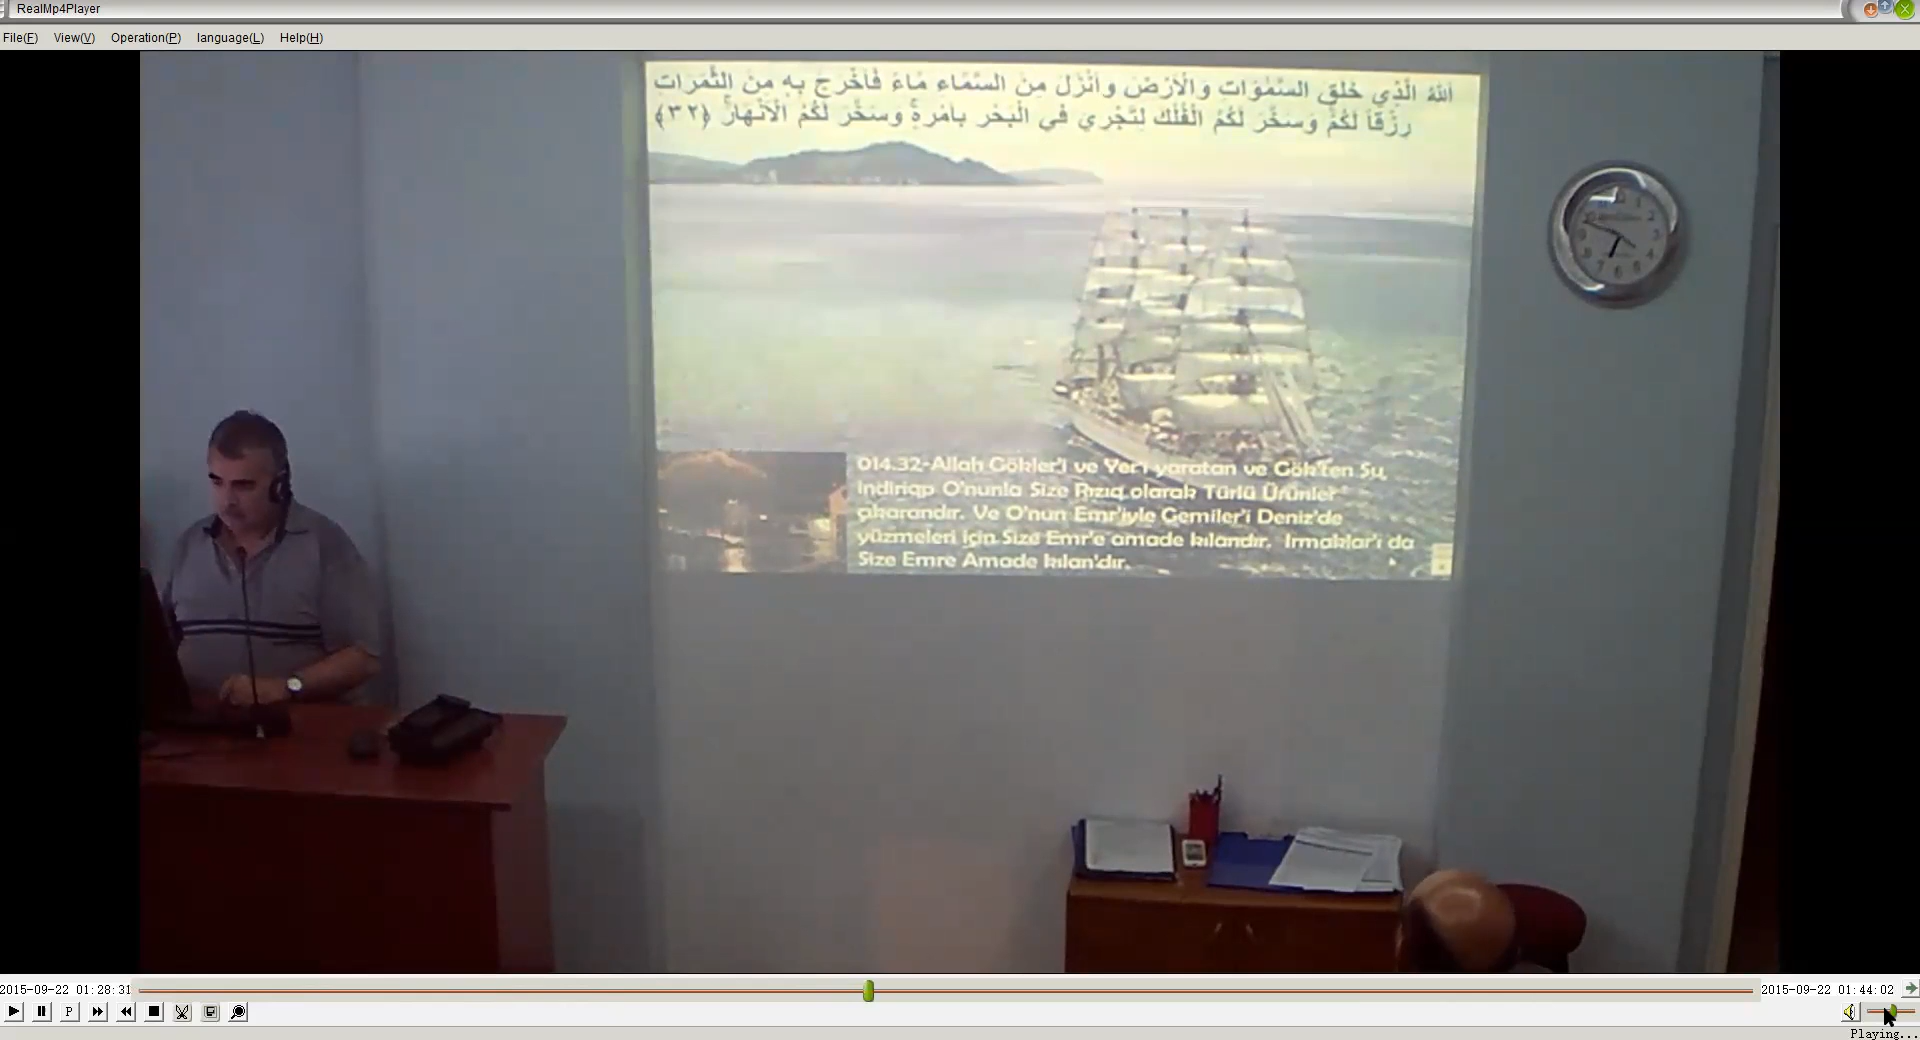 RealMp4Player
File(F) View(V) Operation(P) language(L) Help(H)
اَللّٰهُ الَّذ۪ي خَلَقَ السَّمٰوَاتِ وَالْاَرْضَ وَاَنْزَلَ مِنَ السَّمَٓاءِ مَٓاءً فَاَخْرَجَ بِه۪ مِنَ الثَّمَرَاتِ
رِزْقاً لَكُمْۚ وَسَخَّرَ لَكُمُ الْفُلْكَ لِتَجْرِيَ فِي الْبَحْرِ بِاَمْرِه۪ۚ وَسَخَّرَ لَكُمُ الْاَنْهَارَۚ ﴿٣٢﴾
014.32-Allah Gökler'i ve Yer'i yaratan ve Gök'ten Su,
indiriqp O'nunla Size Rızıq olarak Türlü Ürünler
çıkarandır. Ve O'nun Emr'iyle Gemiler'i Deniz'de
yüzmeleri için Size Emr'e amade kılandır. Irmaklar'ı da
Size Emre Amade kılan'dır.
2015-09-22 01:28:31
2015-09-22 01:44:02
P
Playing...